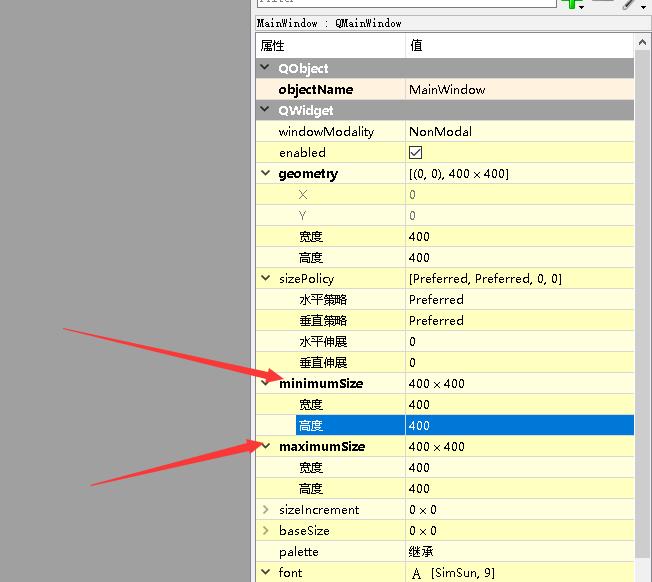 Filter
MainWindow : QMainWindow
属性 值
QObject
objectName MainWindow
QWidget
windowModality NonModal
enabled
geometry [(0, 0), 400 × 400]
X 0
Y 0
宽度 400
高度 400
sizePolicy [Preferred, Preferred, 0, 0]
水平策略 Preferred
垂直策略 Preferred
水平伸展 0
垂直伸展 0
minimumSize 400 × 400
宽度 400
高度 400
maximumSize 400 × 400
宽度 400
高度 400
sizeIncrement 0 × 0
baseSize 0 × 0
palette 继承
font A [SimSun, 9]